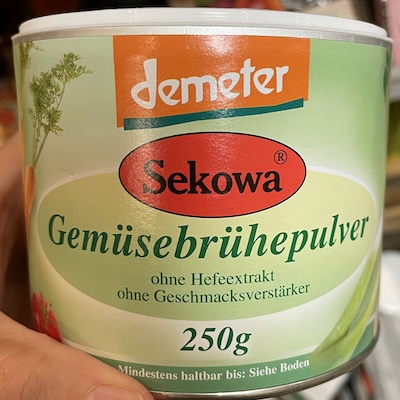 demeter
Sekowa®
Gemüsebrühepulver
ohne Hefeextrakt
ohne Geschmacksverstärker
250g
Mindestens haltbar bis: Siehe Boden